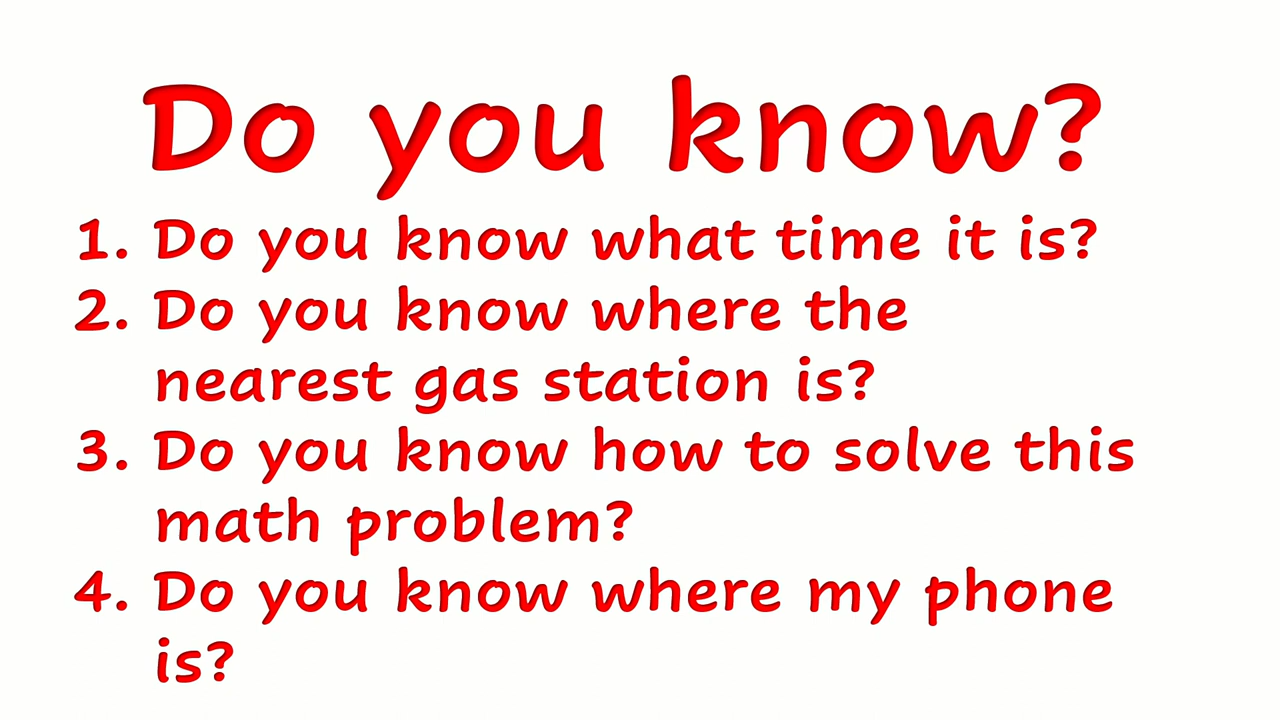 Do you know?
1. Do you know what time it is?
2. Do you know where the
nearest gas station is?
3. Do you know how to solve this
math problem?
4. Do you know where my phone
is?